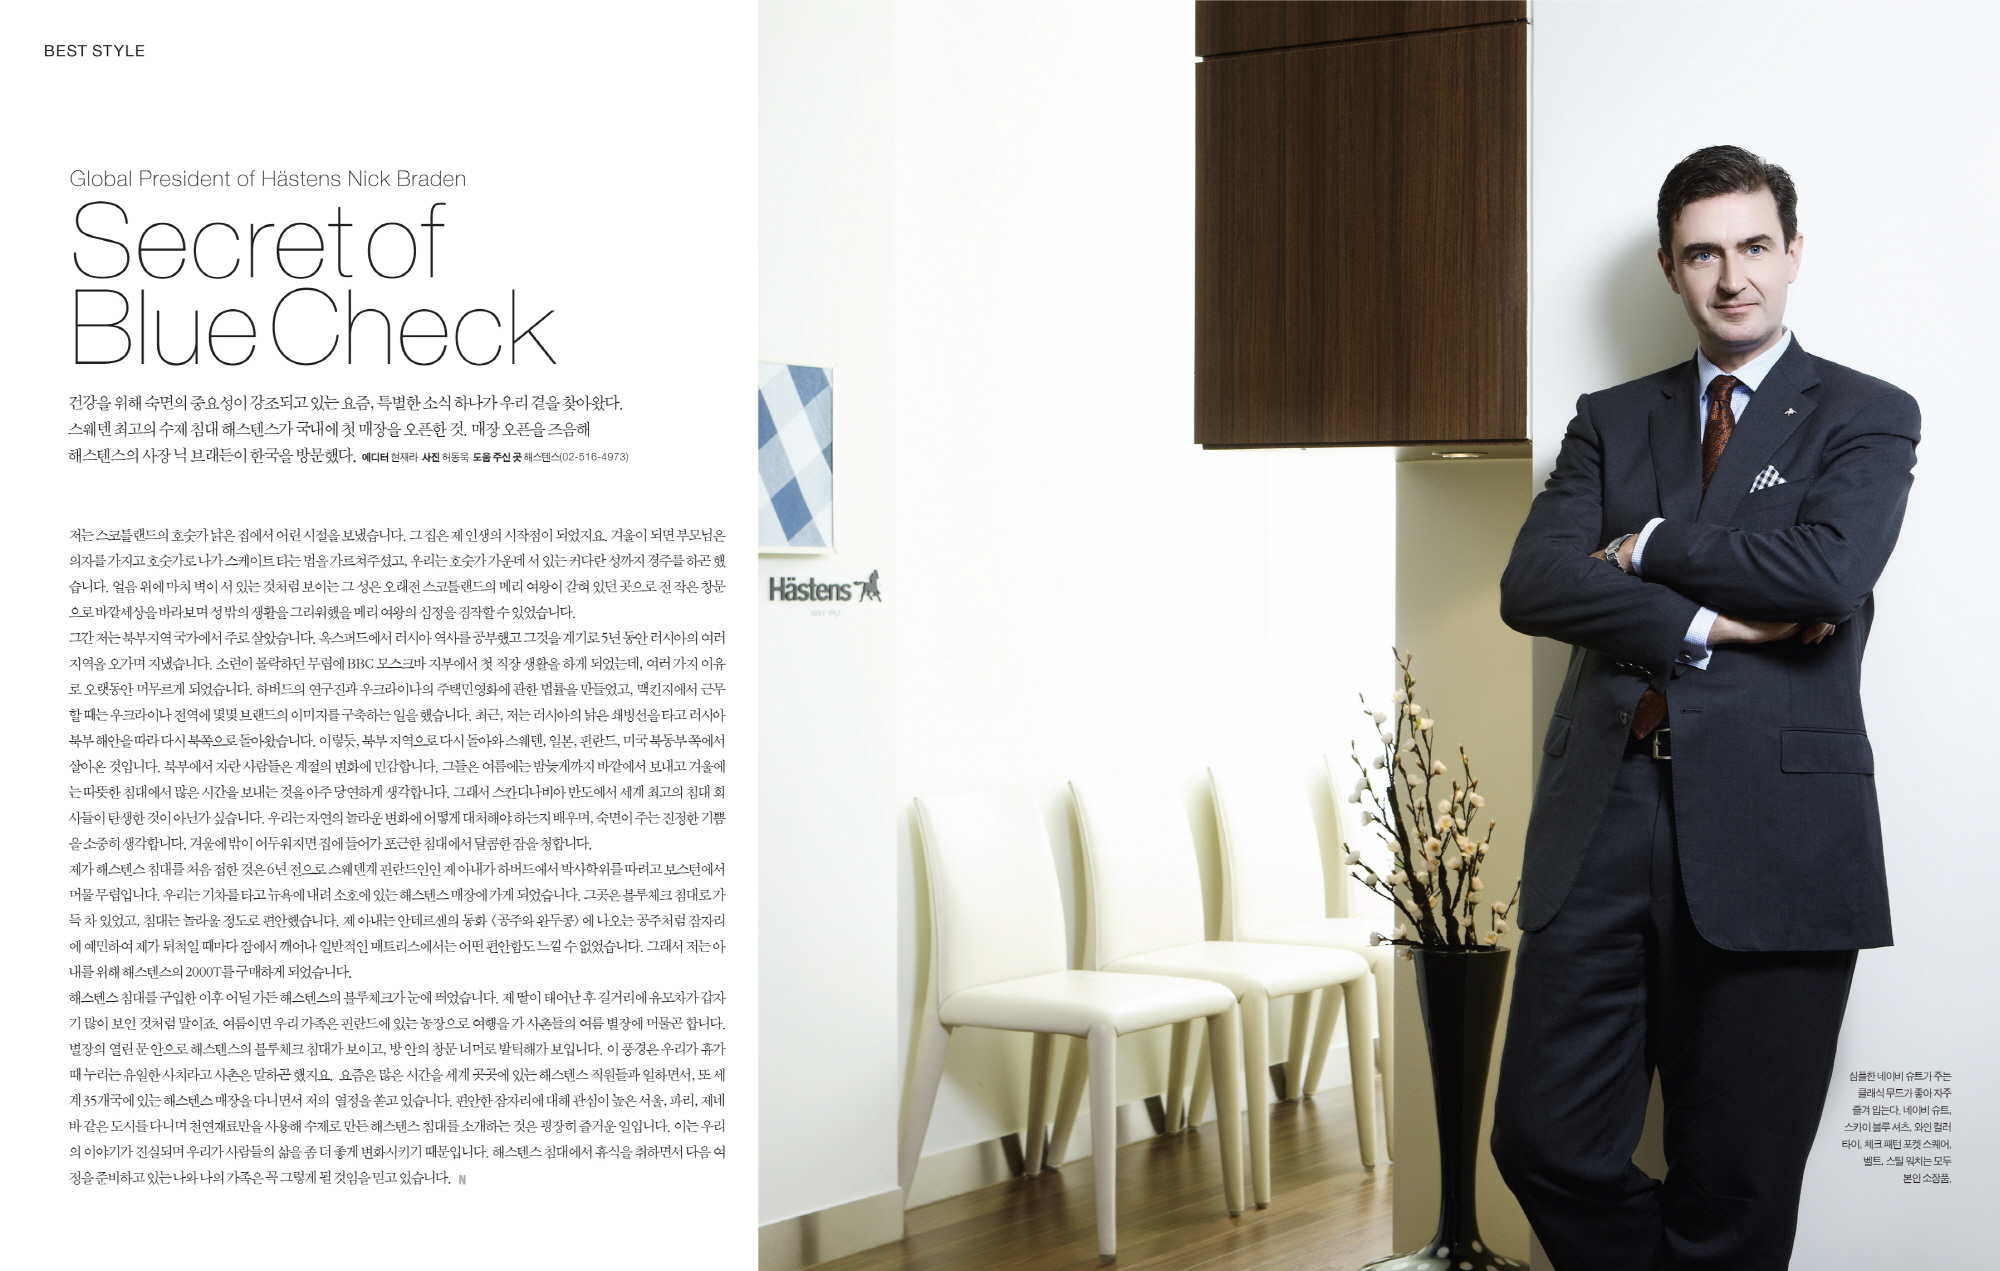 BEST STYLE
Global President of Hästens Nick Braden
Secret of
Blue Check
건강을 위해 숙면의 중요성이 강조되고 있는 요즘, 특별한 소식 하나가 우리 곁을 찾아왔다.
스웨덴 최고의 수제 침대 해스텐스가 국내에 첫 매장을 오픈한 것. 매장 오픈을 즈음해
해스텐스의 사장 닉 브래든이 한국을 방문했다. 에디터 현재라 사진 허동욱 도움 주신 곳 해스텐스(02-516-4973)
저는 스코틀랜드의 호숫가 낡은 집에서 어린 시절을 보냈습니다. 그 집은 제 인생의 시작점이 되었지요. 겨울이 되면 부모님은
의자를 가지고 호숫가로 나가 스케이트 타는 법을 가르쳐주셨고, 우리는 호숫가 가운데 서 있는 커다란 성까지 경주를 하곤 했
습니다. 얼음 위에 마치 벽이 서 있는 것처럼 보이는 그 성은 오래전 스코틀랜드의 메리 여왕이 갇혀 있던 곳으로 전 작은 창문
으로 바깥세상을 바라보며 성 밖의 생활을 그리워했을 메리 여왕의 심정을 짐작할 수 있었습니다.
그간 저는 북부지역 국가에서 주로 살았습니다. 옥스퍼드에서 러시아 역사를 공부했고 그것을 계기로 5년 동안 러시아의 여러
지역을 오가며 지냈습니다. 소련이 몰락하던 무렵에 BBC 모스크바 지부에서 첫 직장 생활을 하게 되었는데, 여러 가지 이유
로 오랫동안 머무르게 되었습니다. 하버드의 연구진과 우크라이나의 주택민영화에 관한 법률을 만들었고, 맥킨지에서 근무
할 때는 우크라이나 전역에 몇몇 브랜드의 이미지를 구축하는 일을 했습니다. 최근, 저는 러시아의 낡은 쇄빙선을 타고 러시아
북부 해안을 따라 다시 북쪽으로 돌아왔습니다. 이렇듯, 북부 지역으로 다시 돌아와 스웨덴, 일본, 핀란드, 미국 북동부 쪽에서
살아온 것입니다. 북부에서 자란 사람들은 계절의 변화에 민감합니다. 그들은 여름에는 밤늦게까지 바깥에서 보내고 겨울에
는 따뜻한 침대에서 많은 시간을 보내는 것을 아주 당연하게 생각합니다. 그래서 스칸디나비아 반도에서 세계 최고의 침대 회
사들이 탄생한 것이 아닌가 싶습니다. 우리는 자연의 놀라운 변화에 어떻게 대처해야 하는지 배우며, 숙면이 주는 진정한 기쁨
을 소중히 생각합니다. 겨울에 밖이 어두워지면 집에 들어가 포근한 침대에서 달콤한 잠을 청합니다.
제가 해스텐스 침대를 처음 접한 것은 6년 전으로 스웨덴계 핀란드인인 제 아내가 하버드에서 박사학위를 따려고 보스턴에서
머물 무렵입니다. 우리는 기차를 타고 뉴욕에 내려 소호에 있는 해스텐스 매장에 가게 되었습니다. 그곳은 블루체크 침대로 가
득 차 있었고, 침대는 놀라울 정도로 편안했습니다. 제 아내는 안데르센의 동화 〈공주와 완두콩〉에 나오는 공주처럼 잠자리
에 예민하여 제가 뒤척일 때마다 잠에서 깨어나 일반적인 매트리스에서는 어떤 편안함도 느낄 수 없었습니다. 그래서 저는 아
내를 위해 해스텐스의 2000T를 구매하게 되었습니다.
해스텐스 침대를 구입한 이후 어딜 가든 해스텐스의 블루체크가 눈에 띄었습니다. 제 딸이 태어난 후 길거리에 유모차가 갑자
기 많이 보인 것처럼 말이죠. 여름이면 우리 가족은 핀란드에 있는 농장으로 여행을 가 사촌들의 여름 별장에 머물곤 합니다.
별장의 열린 문 안으로 해스텐스의 블루체크 침대가 보이고, 방 안의 창문 너머로 발틱해가 보입니다. 이 풍경은 우리가 휴가
때 누리는 유일한 사치라고 사촌은 말하곤 했지요. 요즘은 많은 시간을 세계 곳곳에 있는 해스텐스 직원들과 일하면서, 또 세
계 35개국에 있는 해스텐스 매장을 다니면서 저의 열정을 쏟고 있습니다. 편안한 잠자리에 대해 관심이 높은 서울, 파리, 제네
바 같은 도시를 다니며 천연재료만을 사용해 수제로 만든 해스텐스 침대를 소개하는 것은 굉장히 즐거운 일입니다. 이는 우리
의 이야기가 진실되며 우리가 사람들의 삶을 좀 더 좋게 변화시키기 때문입니다. 해스텐스 침대에서 휴식을 취하면서 다음 여
정을 준비하고 있는 나와 나의 가족은 꼭 그렇게 될 것임을 믿고 있습니다. N
Hästens
since 1852
심플한 네이비 슈트가 주는
클래식 무드가 좋아 자주
즐겨 입는다. 네이비 슈트,
스카이 블루 셔츠, 와인 컬러
타이, 체크 패턴 포켓 스퀘어,
벨트, 스틸 워치는 모두
본인 소장품.